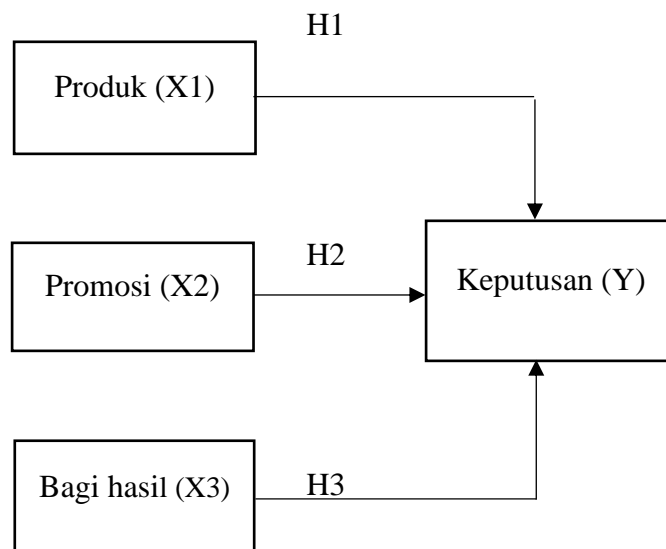 H1
Produk (X1)
H2
Promosi (X2)
Keputusan (Y)
Bagi hasil (X3)
H3